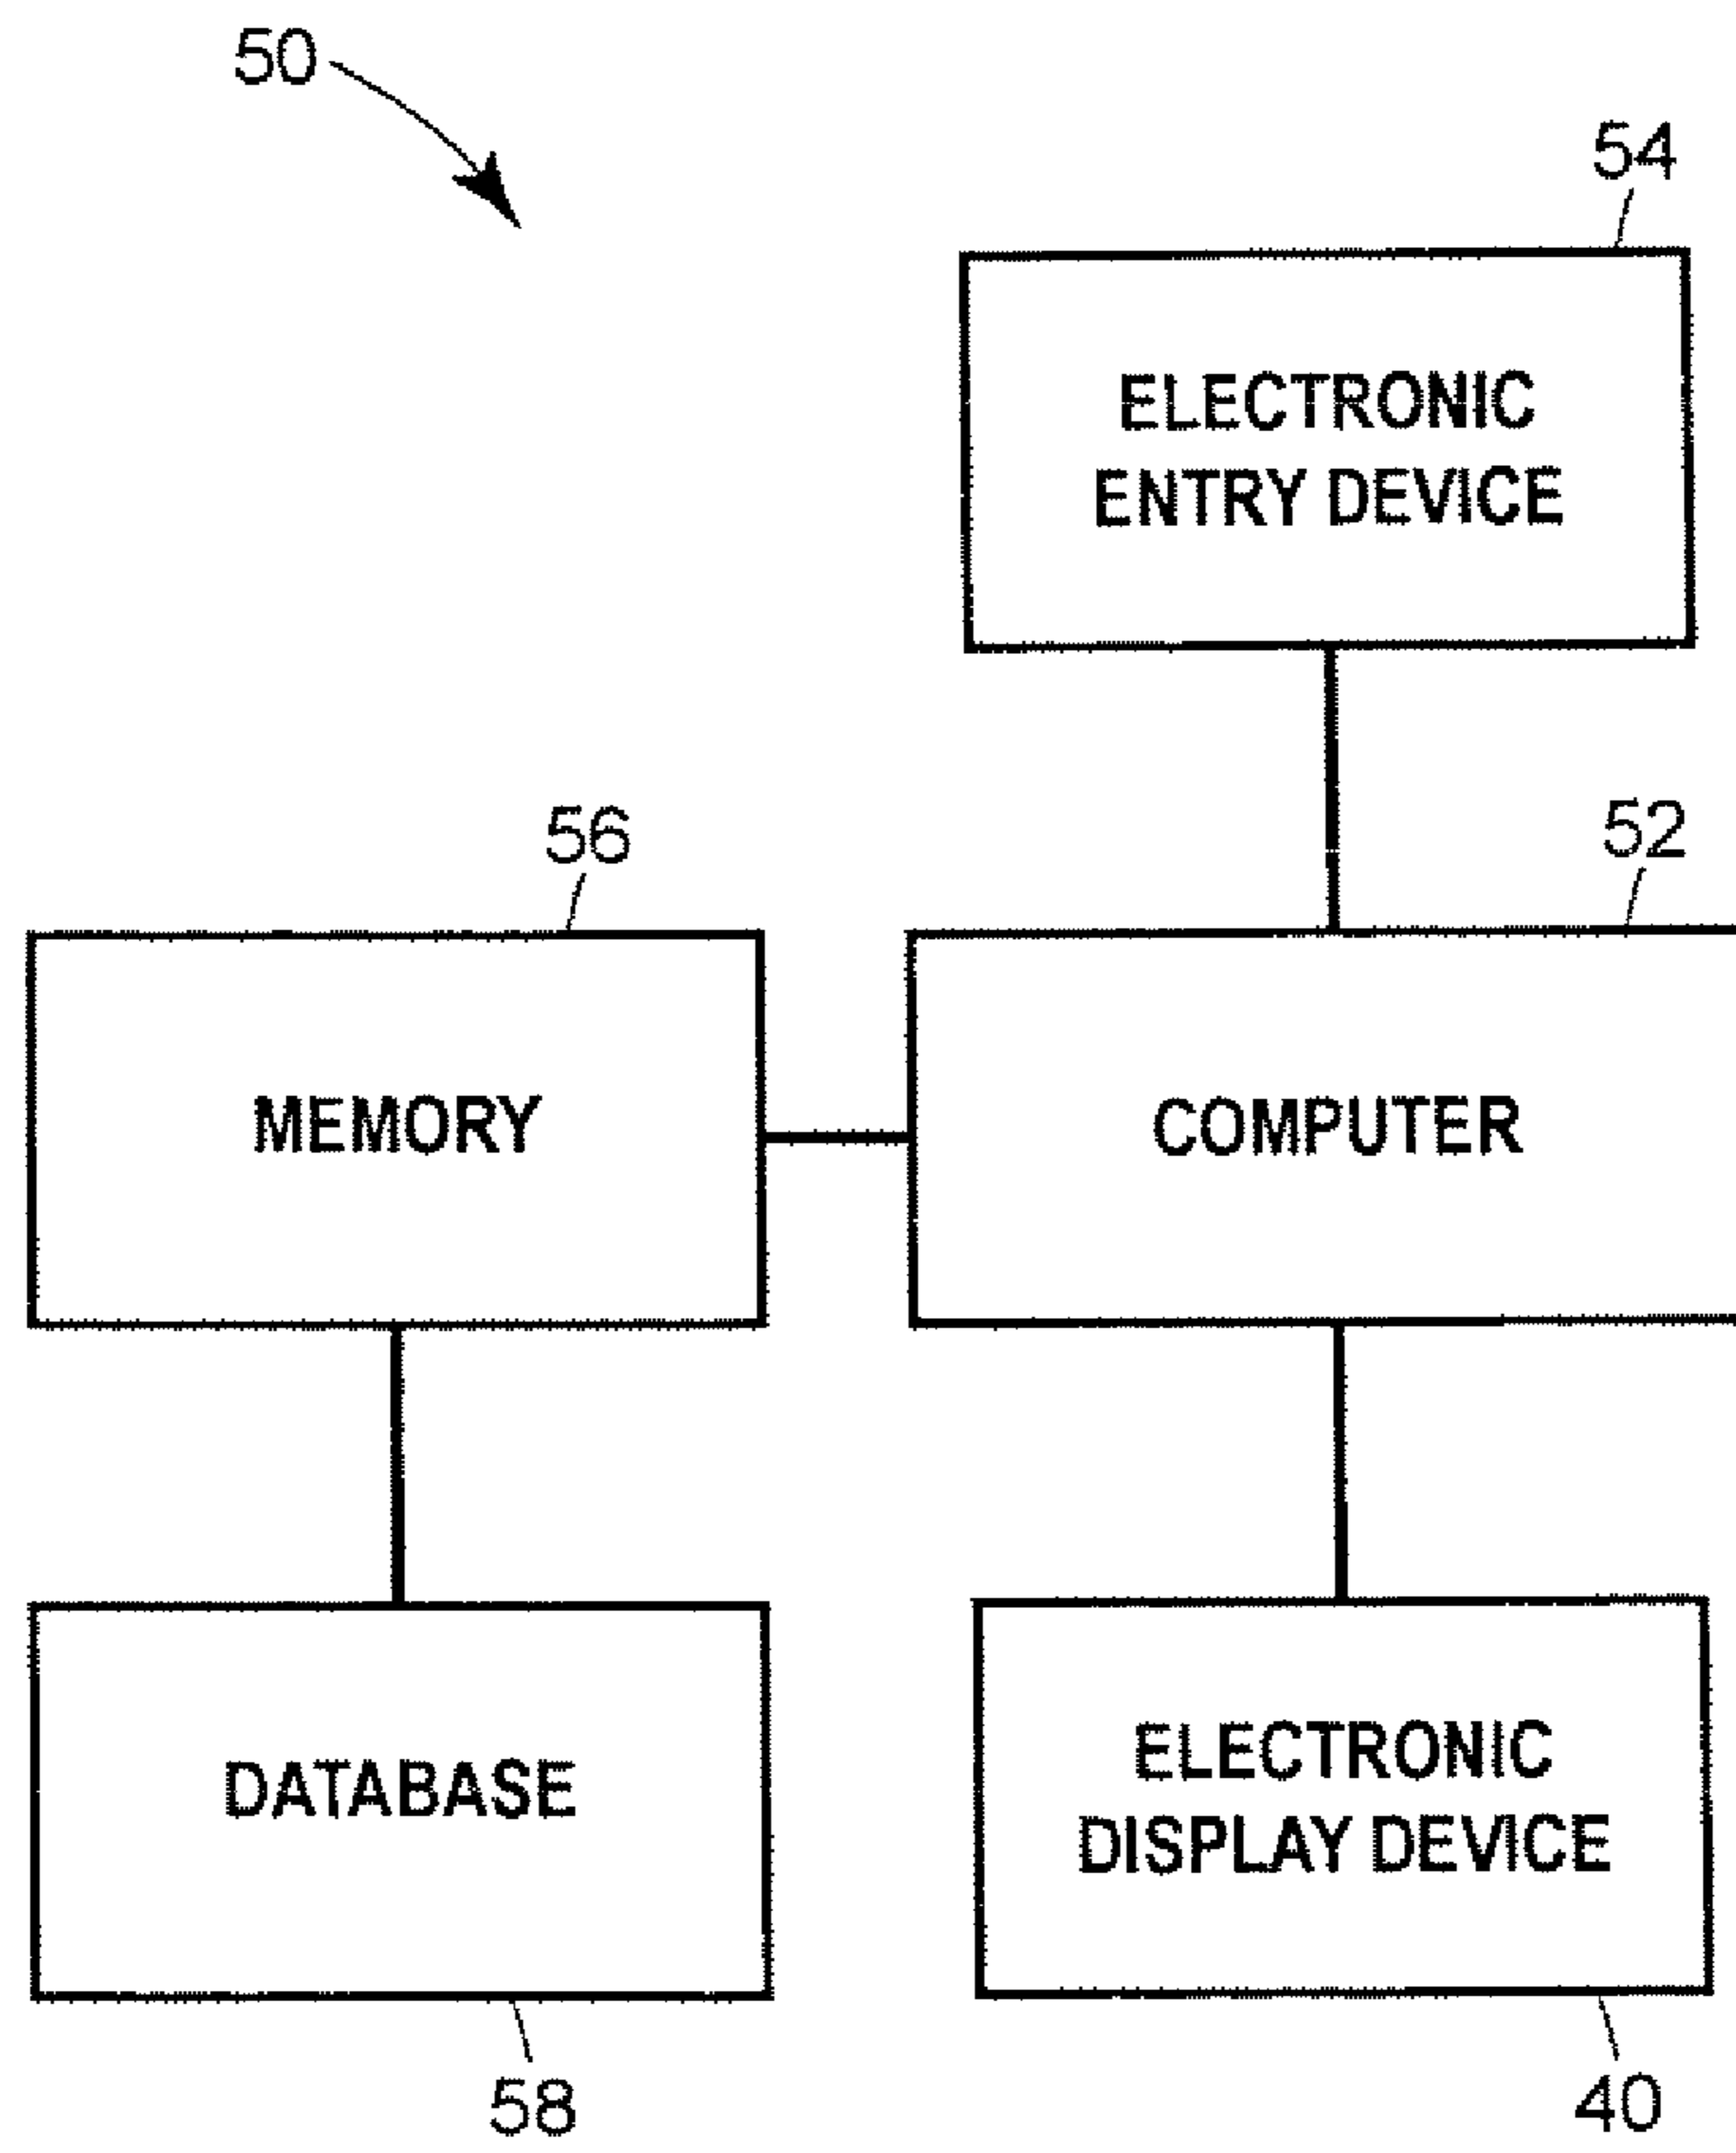 50
54
ELECTRONIC
ENTRY DEVICE
56
52
MEMORY
COMPUTER
DATABASE
ELECTRONIC
DISPLAY DEVICE
58
40